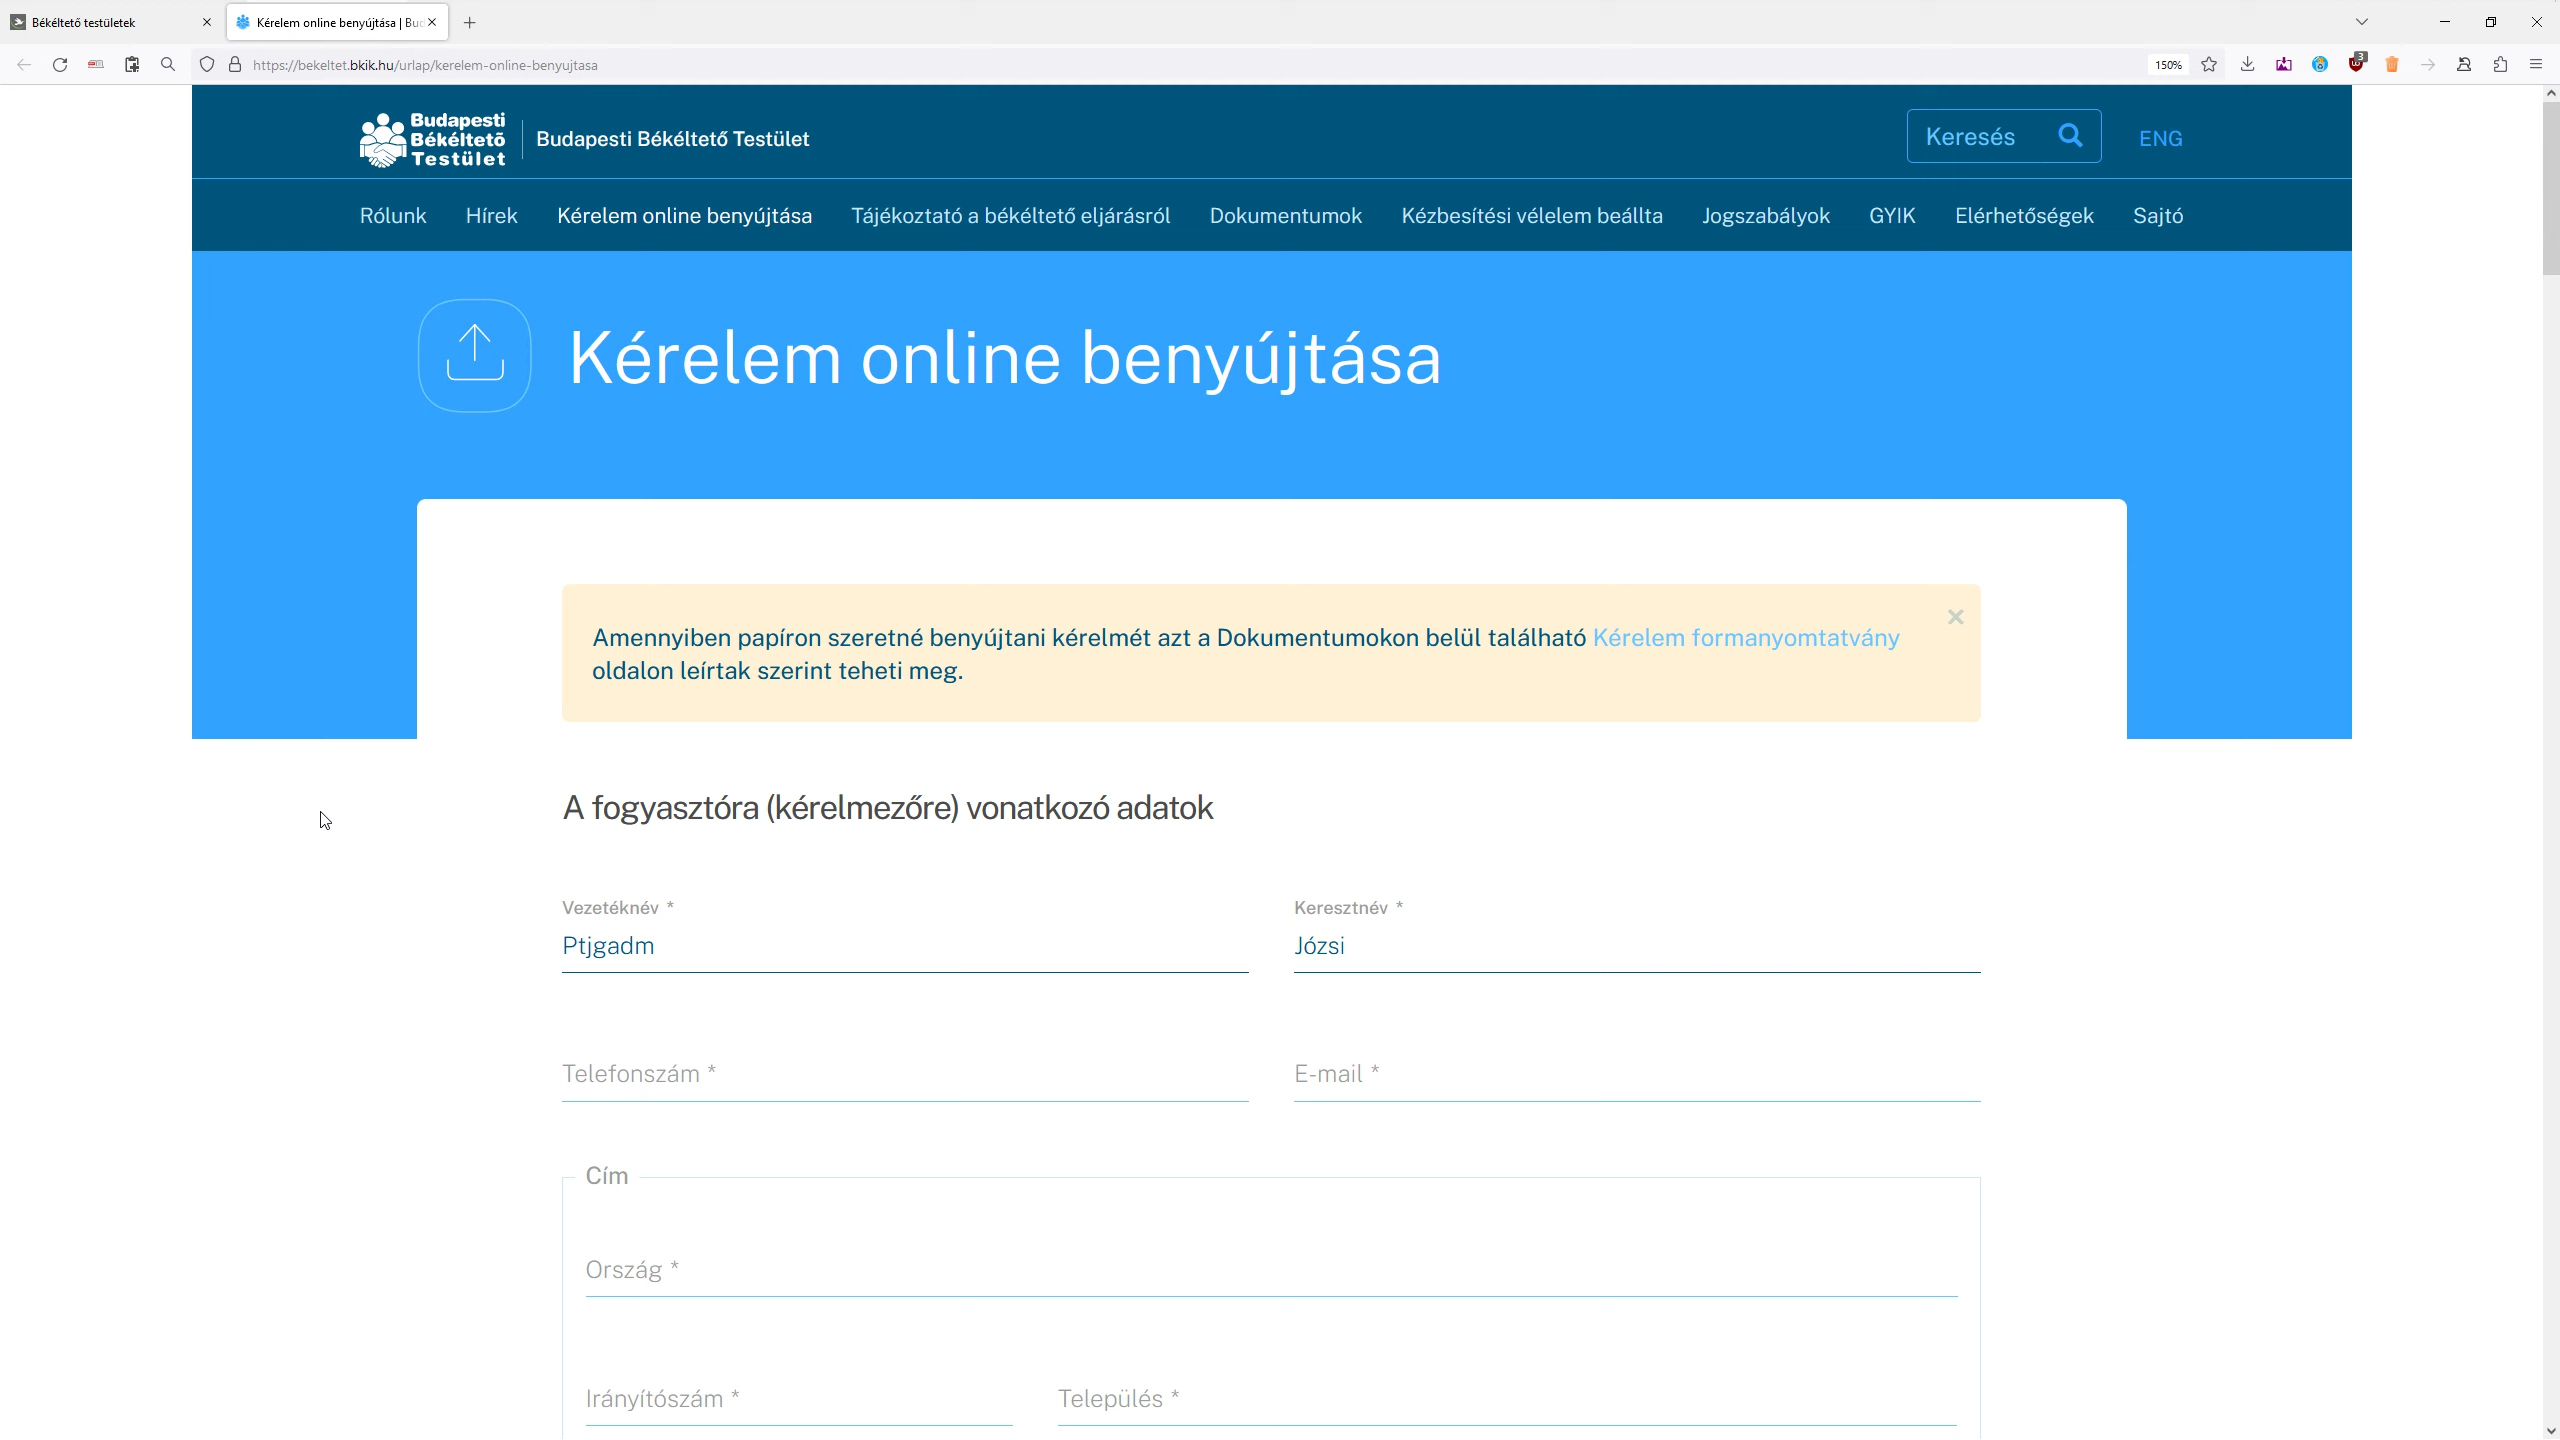 Békéltető testületek
Kérelem online benyújtása | Bud
https://bekeltet.bkik.hu/urlap/kerelem-online-benyujtasa
150%
3
Budapesti
Békéltető
Testület
Budapesti Békéltető Testület
Keresés
ENG
Rólunk Hírek Kérelem online benyújtása Tájékoztató a békéltető eljárásról Dokumentumok Kézbesítési vélelem beállta Jogszabályok GYIK Elérhetőségek Sajtó
Kérelem online benyújtása
Amennyiben papíron szeretné benyújtani kérelmét azt a Dokumentumokon belül található Kérelem formanyomtatvány
oldalon leírtak szerint teheti meg.
A fogyasztóra (kérelmezőre) vonatkozó adatok
Vezetéknév * Keresztnév *
Ptjgadm Józsi
Telefonszám * E-mail *
Cím
Ország *
Irányítószám * Település *